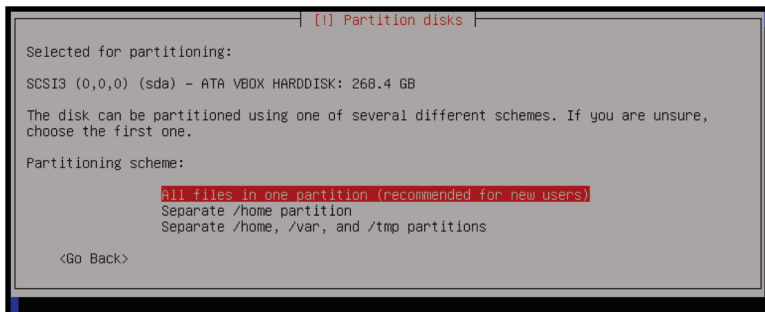 [!] Partition disks
Selected for partitioning:
SCSI3 (0,0,0) (sda) - ATA VBOX HARDDISK: 268.4 GB
The disk can be partitioned using one of several different schemes. If you are unsure,
choose the first one.
Partitioning scheme:
All files in one partition (recommended for new users)
Separate /home partition
Separate /home, /var, and /tmp partitions
<Go Back>